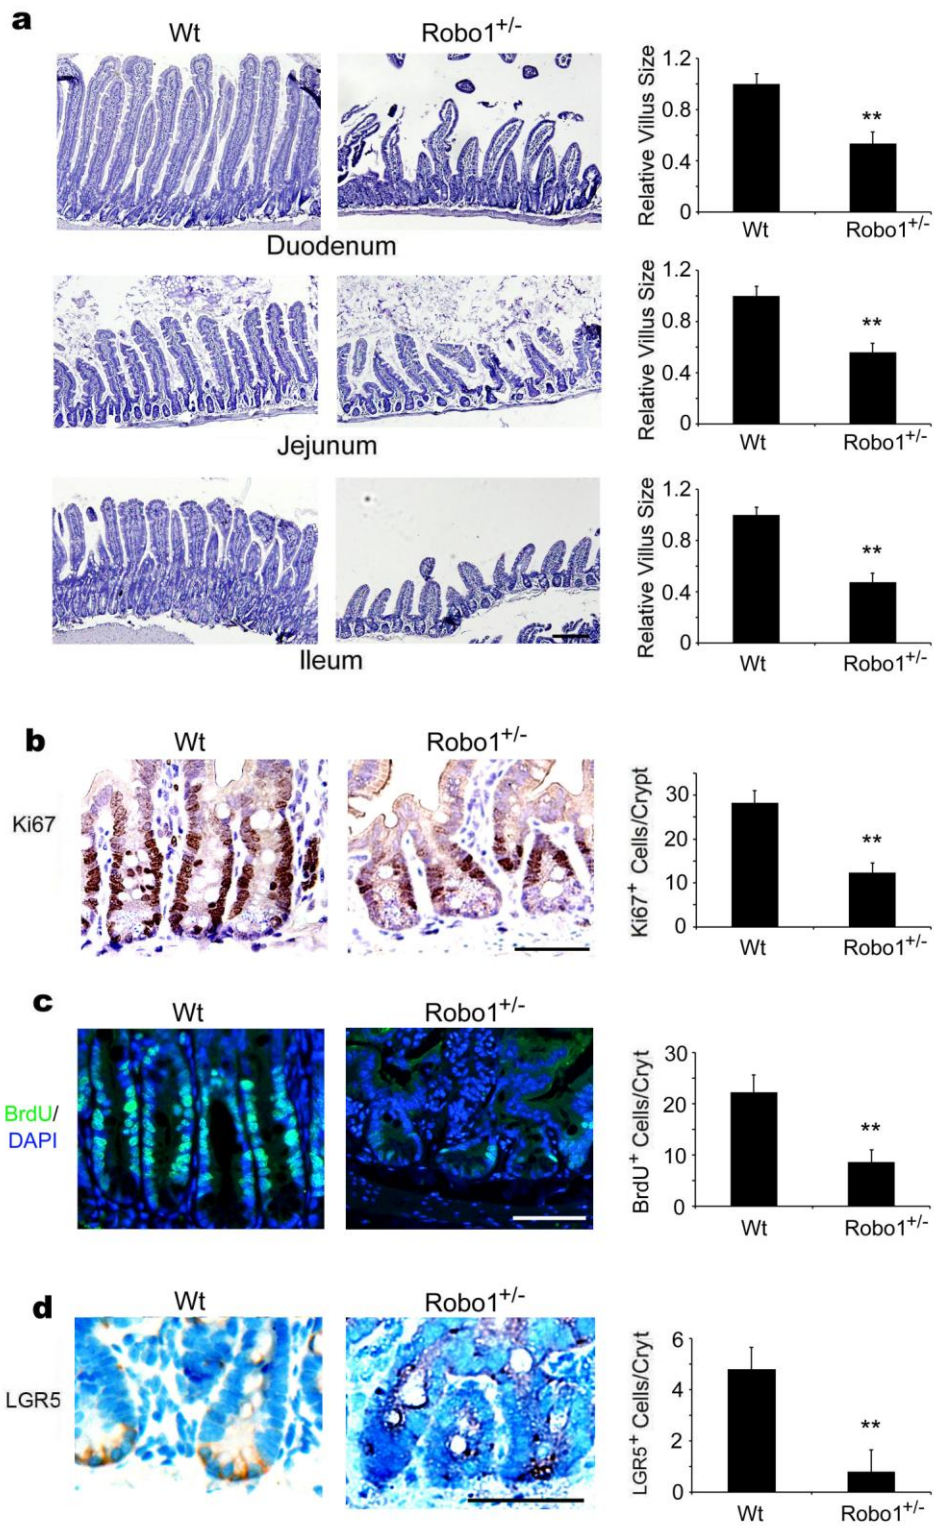 a
Wt Robo1+/-
Relative Villus Size
1.2
0.8
0.4
0
Wt Robo1+/-
Duodenum
Relative Villus Size
1.2
0.8
0.4
0
Wt Robo1+/-
Jejunum
Relative Villus Size
1.2
0.8
0.4
0
Wt Robo1+/-
Ileum
**
**
**
b
Wt Robo1+/-
Ki67
Ki67+ Cells/Crypt
30
20
10
0
**
Wt Robo1+/-
c
Wt Robo1+/-
BrdU/
DAPI
BrdU+ Cells/Cryt
30
20
10
0
**
Wt Robo1+/-
d
Wt Robo1+/-
LGR5
LGR5+ Cells/Cryt
6
4
2
0
**
Wt Robo1+/-